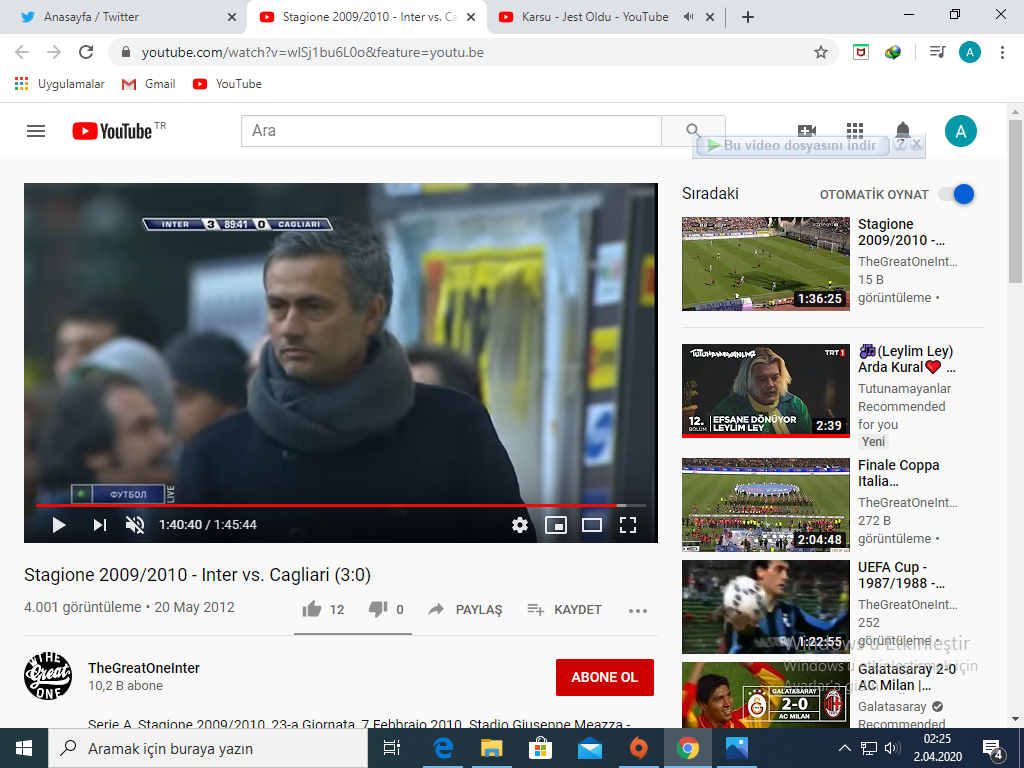 Anasayfa / Twitter
Stagione 2009/2010 - Inter vs. Ca
Karsu - Jest Oldu - YouTube
youtube.com/watch?v=wlSj1bu6L0o&feature=youtu.be
A
Uygulamalar
Gmail
YouTube
YouTube TR
Ara
A
Bu video dosyasını indir
?
INTER 3 89:41 0 CAGLIARI
ФУТБОЛ
LIVE
1:40:40 / 1:45:44
Stagione 2009/2010 - Inter vs. Cagliari (3:0)
4.001 görüntüleme • 20 May 2012
12
0
PAYLAŞ
KAYDET
THE Great ONE
TheGreatOneInter
10,2 B abone
ABONE OL
Serie A, Stagione 2009/2010, 23-a Giornata, 7 Febbraio 2010, Stadio Giuseppe Meazza -
Sıradaki
OTOMATİK OYNAT
1:36:25
Stagione
2009/2010 -...
TheGreatOneInt...
15 B
görüntüleme •
TUTUNAMAYANLAR
TRT 1
12.
BÖLÜM
EFSANE DÖNÜYOR
LEYLIM LEY
2:39
(Leylim Ley)
Arda Kural ...
Tutunamayanlar
Recommended
for you
Yeni
2:04:48
Finale Coppa
Italia...
TheGreatOneInt...
272 B
görüntüleme •
1:22:55
UEFA Cup -
1987/1988 -...
TheGreatOneInt...
252
görüntüleme •
GALATASARAY
2-0
AC MILAN
Galatasaray 2-0
AC Milan |...
Galatasaray
Recommended
Windows'u Etkinleştir
Windows'u etkinleştirmek için
Ayarlar'a gidin.
Aramak için buraya yazın
02:25
2.04.2020
4